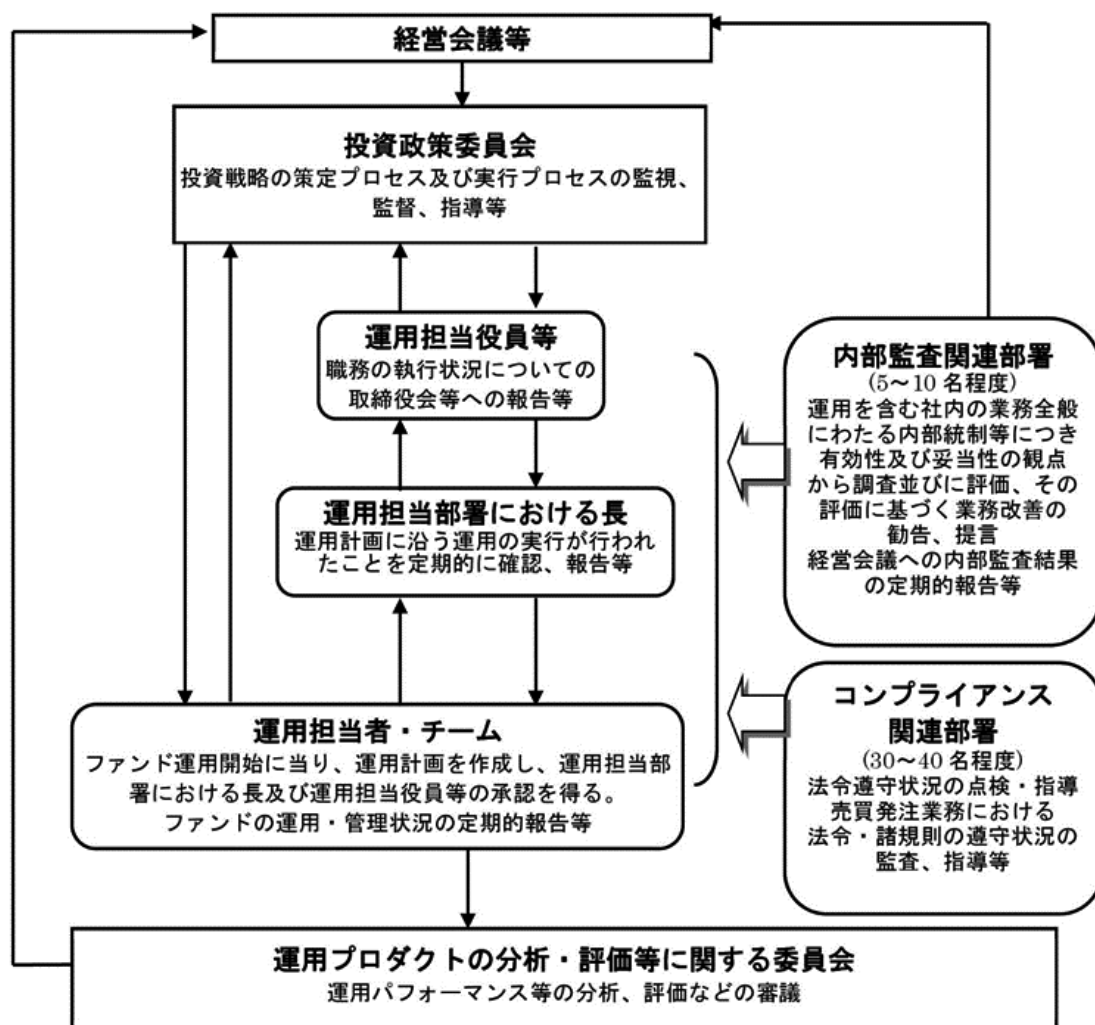 経営会議等
投資政策委員会
投資戦略の策定プロセス及び実行プロセスの監視、
監督、指導等
運用担当役員等
職務の執行状況についての
取締役会等への報告等
運用担当部署における長
運用計画に沿う運用の実行が行われ
たことを定期的に確認、報告等
運用担当者・チーム
ファンド運用開始に当り、運用計画を作成し、運用担当部
署における長及び運用担当役員等の承認を得る。
ファンドの運用・管理状況の定期的報告等
内部監査関連部署
(5～10 名程度)
運用を含む社内の業務全般
にわたる内部統制等につき
有効性及び妥当性の観点
から調査並びに評価、その
評価に基づく業務改善の
勧告、提言
経営会議への内部監査結果
の定期的報告等
コンプライアンス
関連部署
(30～40 名程度)
法令遵守状況の点検・指導
売買発注業務における
法令・諸規則の遵守状況の
監査、指導等
運用プロダクトの分析・評価等に関する委員会
運用パフォーマンス等の分析、評価などの審議